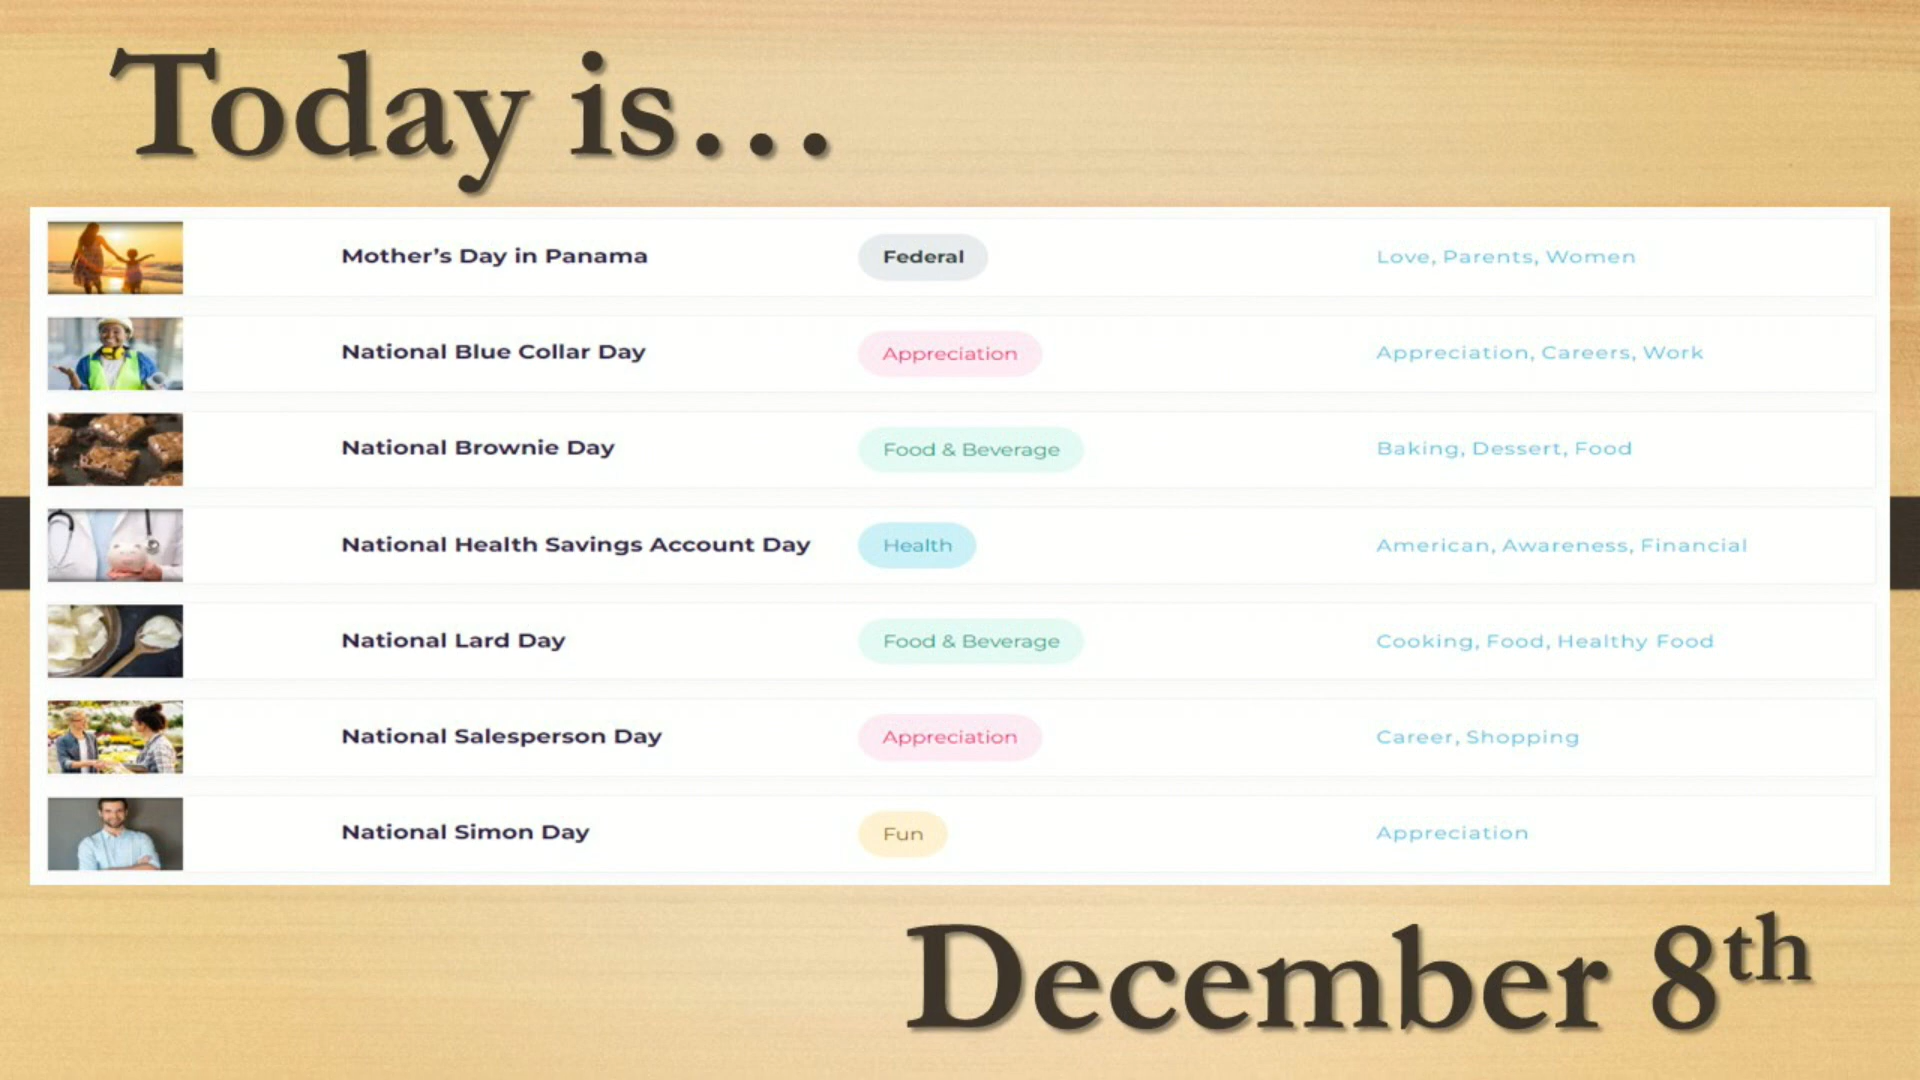 Today is...
Mother's Day in Panama Federal Love, Parents, Women
National Blue Collar Day Appreciation Appreciation, Careers, Work
National Brownie Day Food & Beverage Baking, Dessert, Food
National Health Savings Account Day Health American, Awareness, Financial
National Lard Day Food & Beverage Cooking, Food, Healthy Food
National Salesperson Day Appreciation Career, Shopping
National Simon Day Fun Appreciation
December 8th